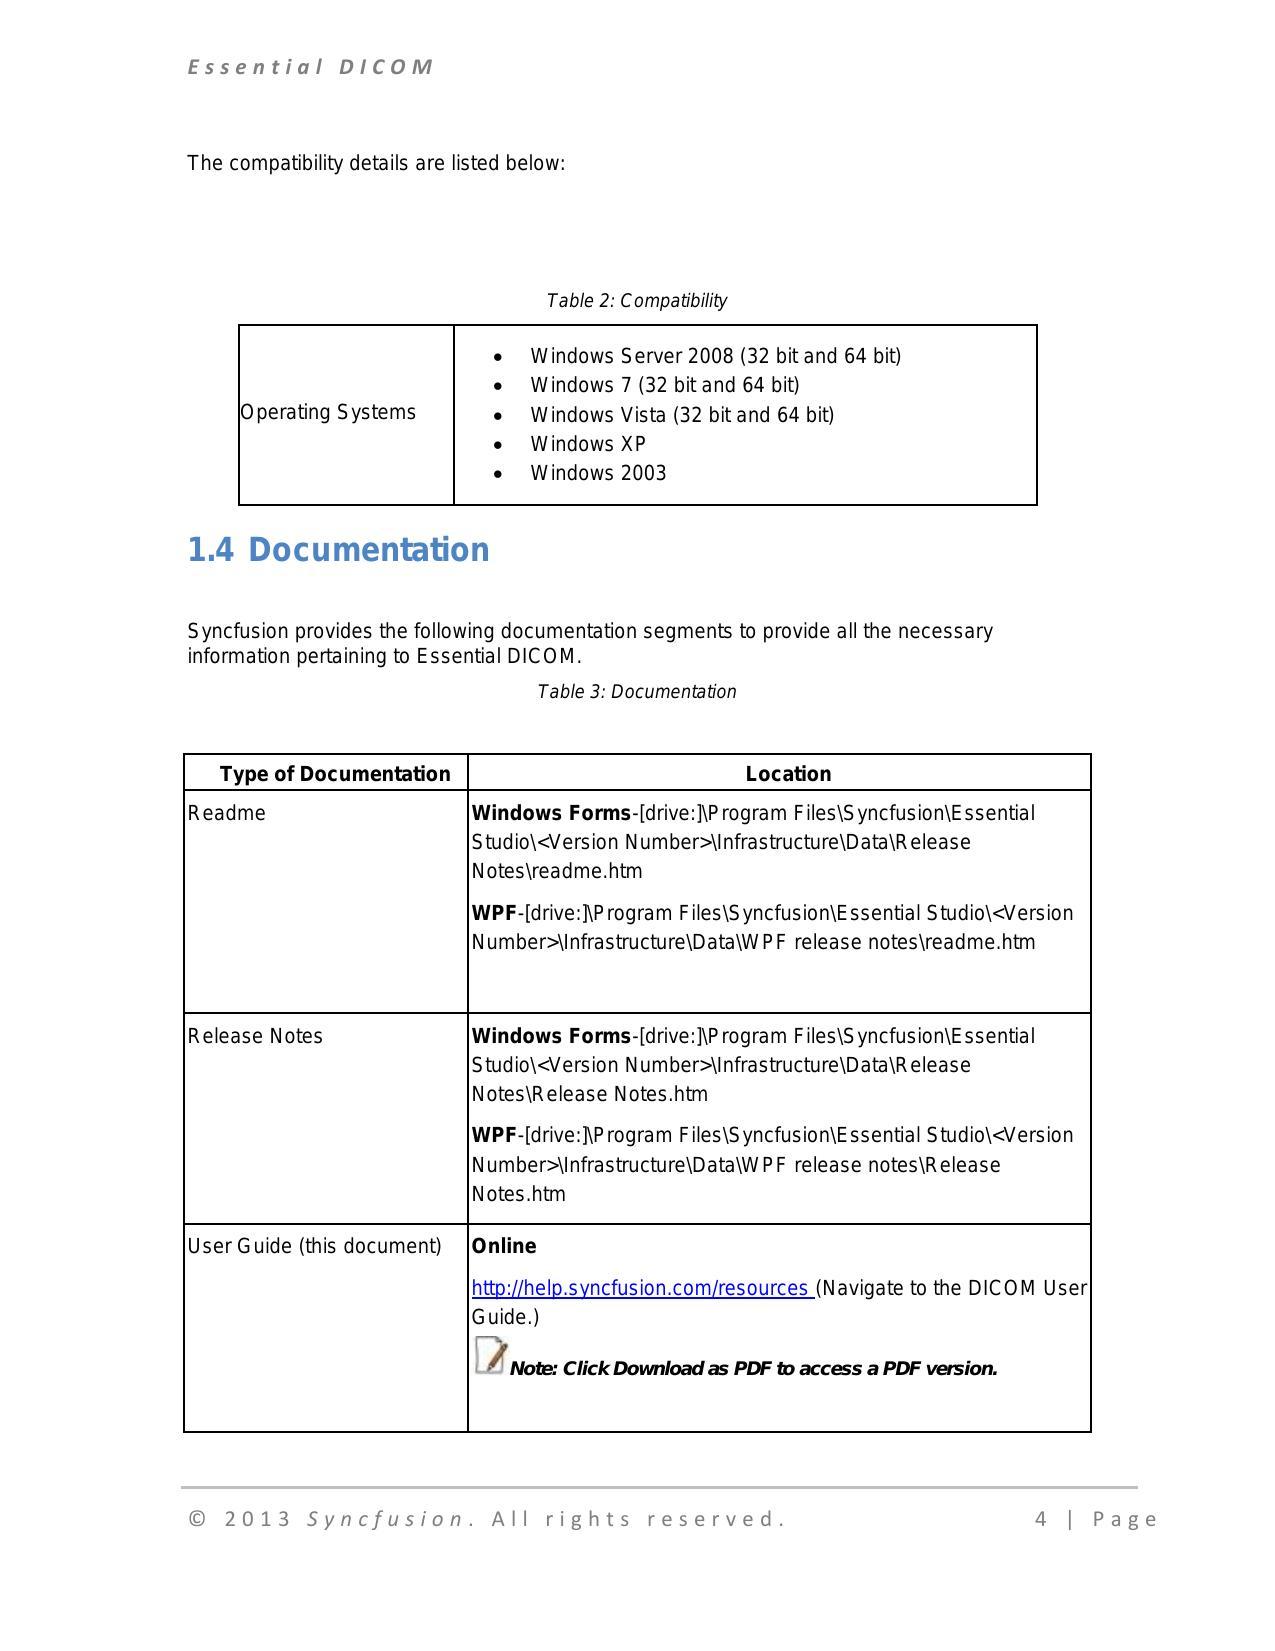 Essential DICOM
The compatibility details are listed below:
Table 2: Compatibility
Operating Systems
• Windows Server 2008 (32 bit and 64 bit)
• Windows 7 (32 bit and 64 bit)
• Windows Vista (32 bit and 64 bit)
• Windows XP
• Windows 2003
1.4 Documentation
Syncfusion provides the following documentation segments to provide all the necessary
information pertaining to Essential DICOM.
Table 3: Documentation
Type of Documentation Location
Readme
Windows Forms-[drive:]\Program Files\Syncfusion\Essential
Studio\<Version Number>\Infrastructure\Data\Release
Notes\readme.htm
WPF-[drive:]\Program Files\Syncfusion\Essential Studio\<Version
Number>\Infrastructure\Data\WPF release notes\readme.htm
Release Notes
Windows Forms-[drive:]\Program Files\Syncfusion\Essential
Studio\<Version Number>\Infrastructure\Data\Release
Notes\Release Notes.htm
WPF-[drive:]\Program Files\Syncfusion\Essential Studio\<Version
Number>\Infrastructure\Data\WPF release notes\Release
Notes.htm
User Guide (this document)
Online
http://help.syncfusion.com/resources (Navigate to the DICOM User
Guide.)
Note: Click Download as PDF to access a PDF version.
© 2013 Syncfusion. All rights reserved. 4 | Page